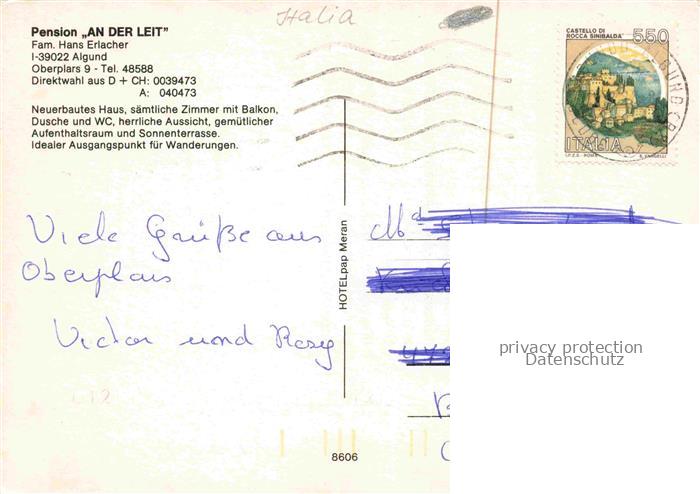 Italia
Pension „AN DER LEIT"
Fam. Hans Erlacher
I-39022 Algund
Oberplars 9 - Tel. 48588
Direktwahl aus D + CH: 0039473
A: 040473
Neuerbautes Haus, sämtliche Zimmer mit Balkon,
Dusche und WC, herrliche Aussicht, gemütlicher
Aufenthaltsraum und Sonnenterrasse.
Idealer Ausgangspunkt für Wanderungen.
CASTELLO DI
ROCCA SINIBALDA
550
ITALIA
I.P.Z.S. - ROMA
E. VANGELLI
Viele Grüße aus
Oberplars
Victor und Rosy
HOTELpap Meran
8606
privacy protection
Datenschutz